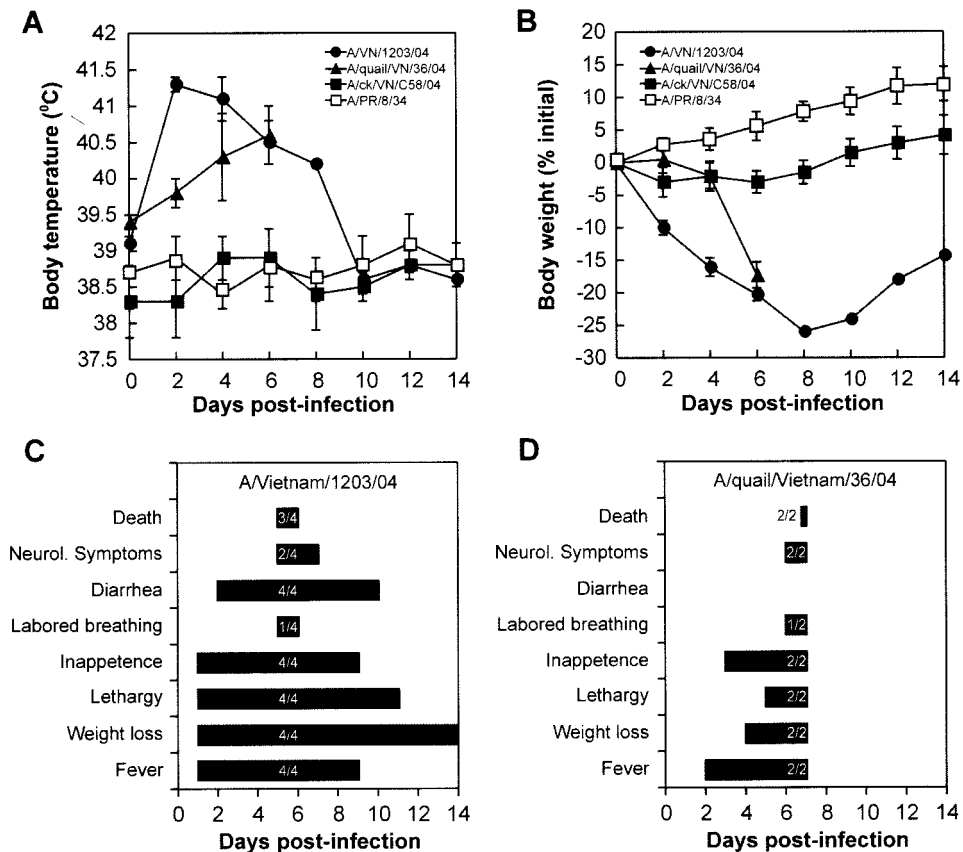 A
42
41.5
41
40.5
40
39.5
39
38.5
38
37.5
Body temperature (⁰C)
A/VN/1203/04
A/quail/VN/36/04
A/ck/VN/C58/04
A/PR/8/34
0 2 4 6 8 10 12 14
Days post-infection
B
20
15
10
5
0
-5
-10
-15
-20
-25
-30
Body weight (% initial)
A/VN/1203/04
A/quail/VN/36/04
A/ck/VN/C58/04
A/PR/8/34
0 2 4 6 8 10 12 14
Days post-infection
C
A/Vietnam/1203/04
Death 3/4
Neurol. Symptoms 2/4
Diarrhea 4/4
Labored breathing 1/4
Inappetence 4/4
Lethargy 4/4
Weight loss 4/4
Fever 4/4
0 2 4 6 8 10 12 14
Days post-infection
D
A/quail/Vietnam/36/04
Death 2/2
Neurol. Symptoms 2/2
Diarrhea
Labored breathing 1/2
Inappetence 2/2
Lethargy 2/2
Weight loss 2/2
Fever 2/2
0 2 4 6 8 10 12 14
Days post-infection